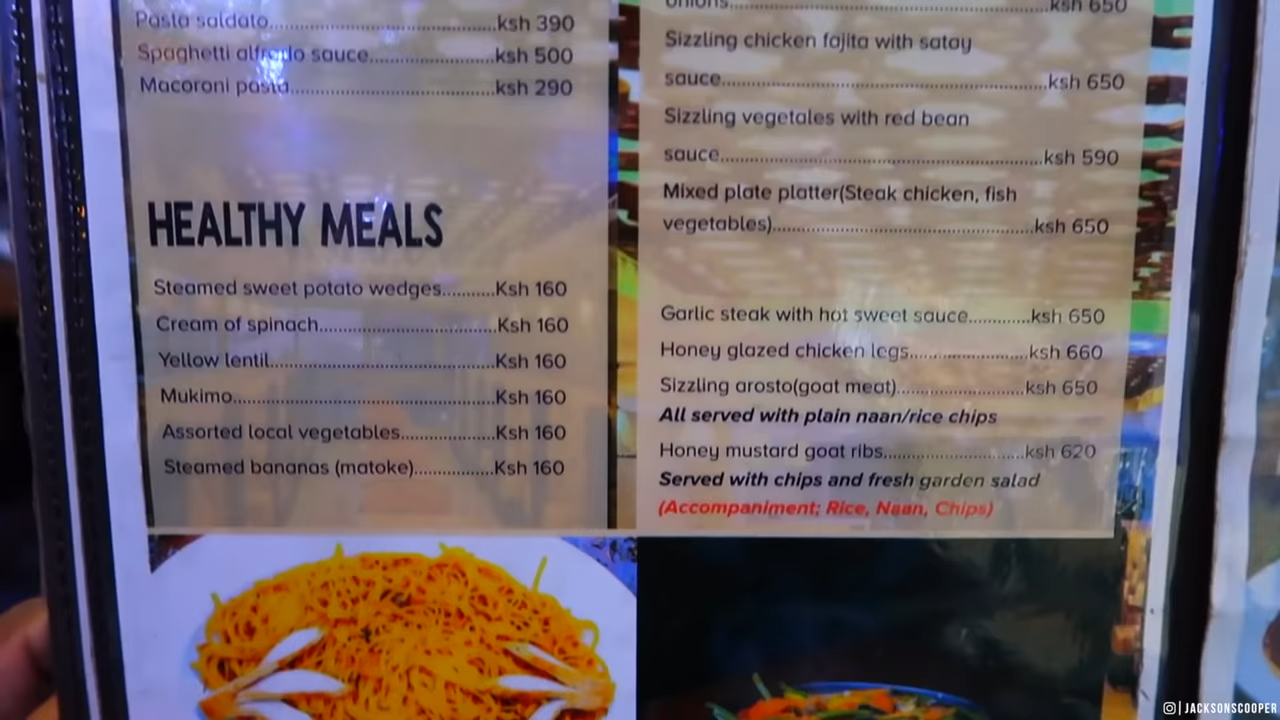 Pasta saldato..........ksh 390
Spaghetti alfredo sauce..........ksh 500
Macoroni pasta..........ksh 290
HEALTHY MEALS
Steamed sweet potato wedges..........Ksh 160
Cream of spinach..........Ksh 160
Yellow lentil..........Ksh 160
Mukimo..........Ksh 160
Assorted local vegetables..........Ksh 160
Steamed bananas (matoke)..........Ksh 160
onions..........ksh 650
Sizzling chicken fajita with satay
sauce..........ksh 650
Sizzling vegetales with red bean
sauce..........ksh 590
Mixed plate platter(Steak chicken, fish
vegetables)..........ksh 650
Garlic steak with hot sweet sauce..........ksh 650
Honey glazed chicken legs..........ksh 660
Sizzling arosto(goat meat)..........ksh 650
All served with plain naan/rice chips
Honey mustard goat ribs..........ksh 620
Served with chips and fresh garden salad
(Accompaniment; Rice, Naan, Chips)
| JACKSONSCOOPER